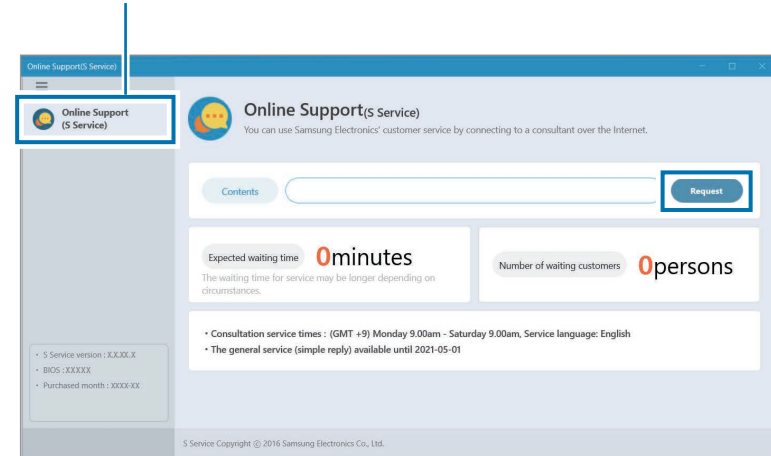 Online Support(S Service)
Online Support
(S Service)
Online Support(S Service)
You can use Samsung Electronics' customer service by connecting to a consultant over the Internet.
Contents
Request
Expected waiting time 0minutes
The waiting time for service may be longer depending on
circumstances.
Number of waiting customers 0persons
• Consultation service times : (GMT +9) Monday 9.00am - Saturday 9.00am, Service language: English
• The general service (simple reply) available until 2021-05-01
• S Service version : X.X.XX.X
• BIOS : XXXXX
• Purchased month : XXXX-XX
S Service Copyright ⓒ 2016 Samsung Electronics Co., Ltd.